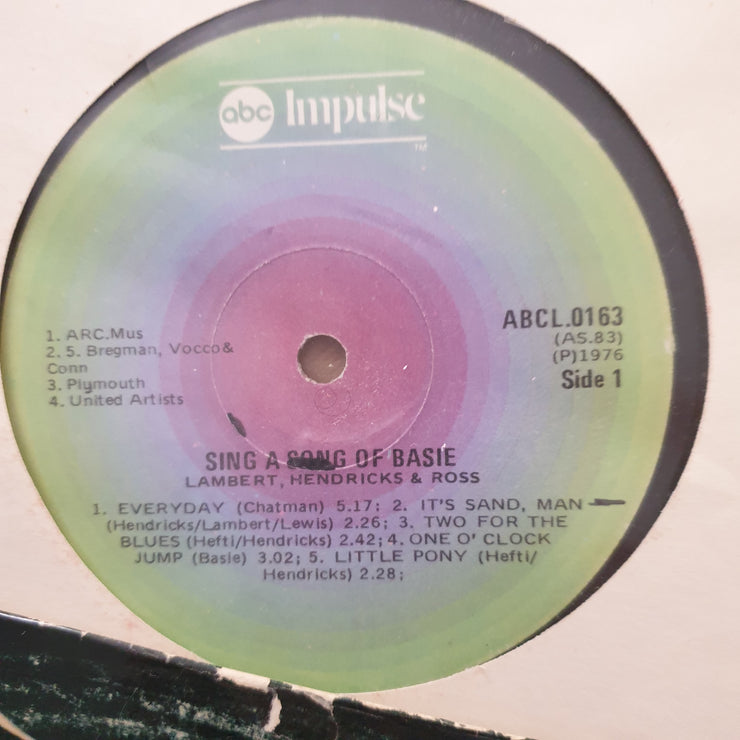 abc Impulse
TM
ABCL.0163
(AS.83)
(P)1976
Side 1
1. ARC.Mus
2. 5. Bregman, Vocco &
Conn
3. Plymouth
4. United Artists
SING A SONG OF BASIE
LAMBERT, HENDRICKS & ROSS
1. EVERYDAY (Chatman) 5.17; 2. IT'S SAND, MAN
(Hendricks/Lambert/Lewis) 2.26; 3. TWO FOR THE
BLUES (Hefti/Hendricks) 2.42; 4. ONE O' CLOCK
JUMP (Basie) 3.02; 5. LITTLE PONY (Hefti/
Hendricks) 2.28;